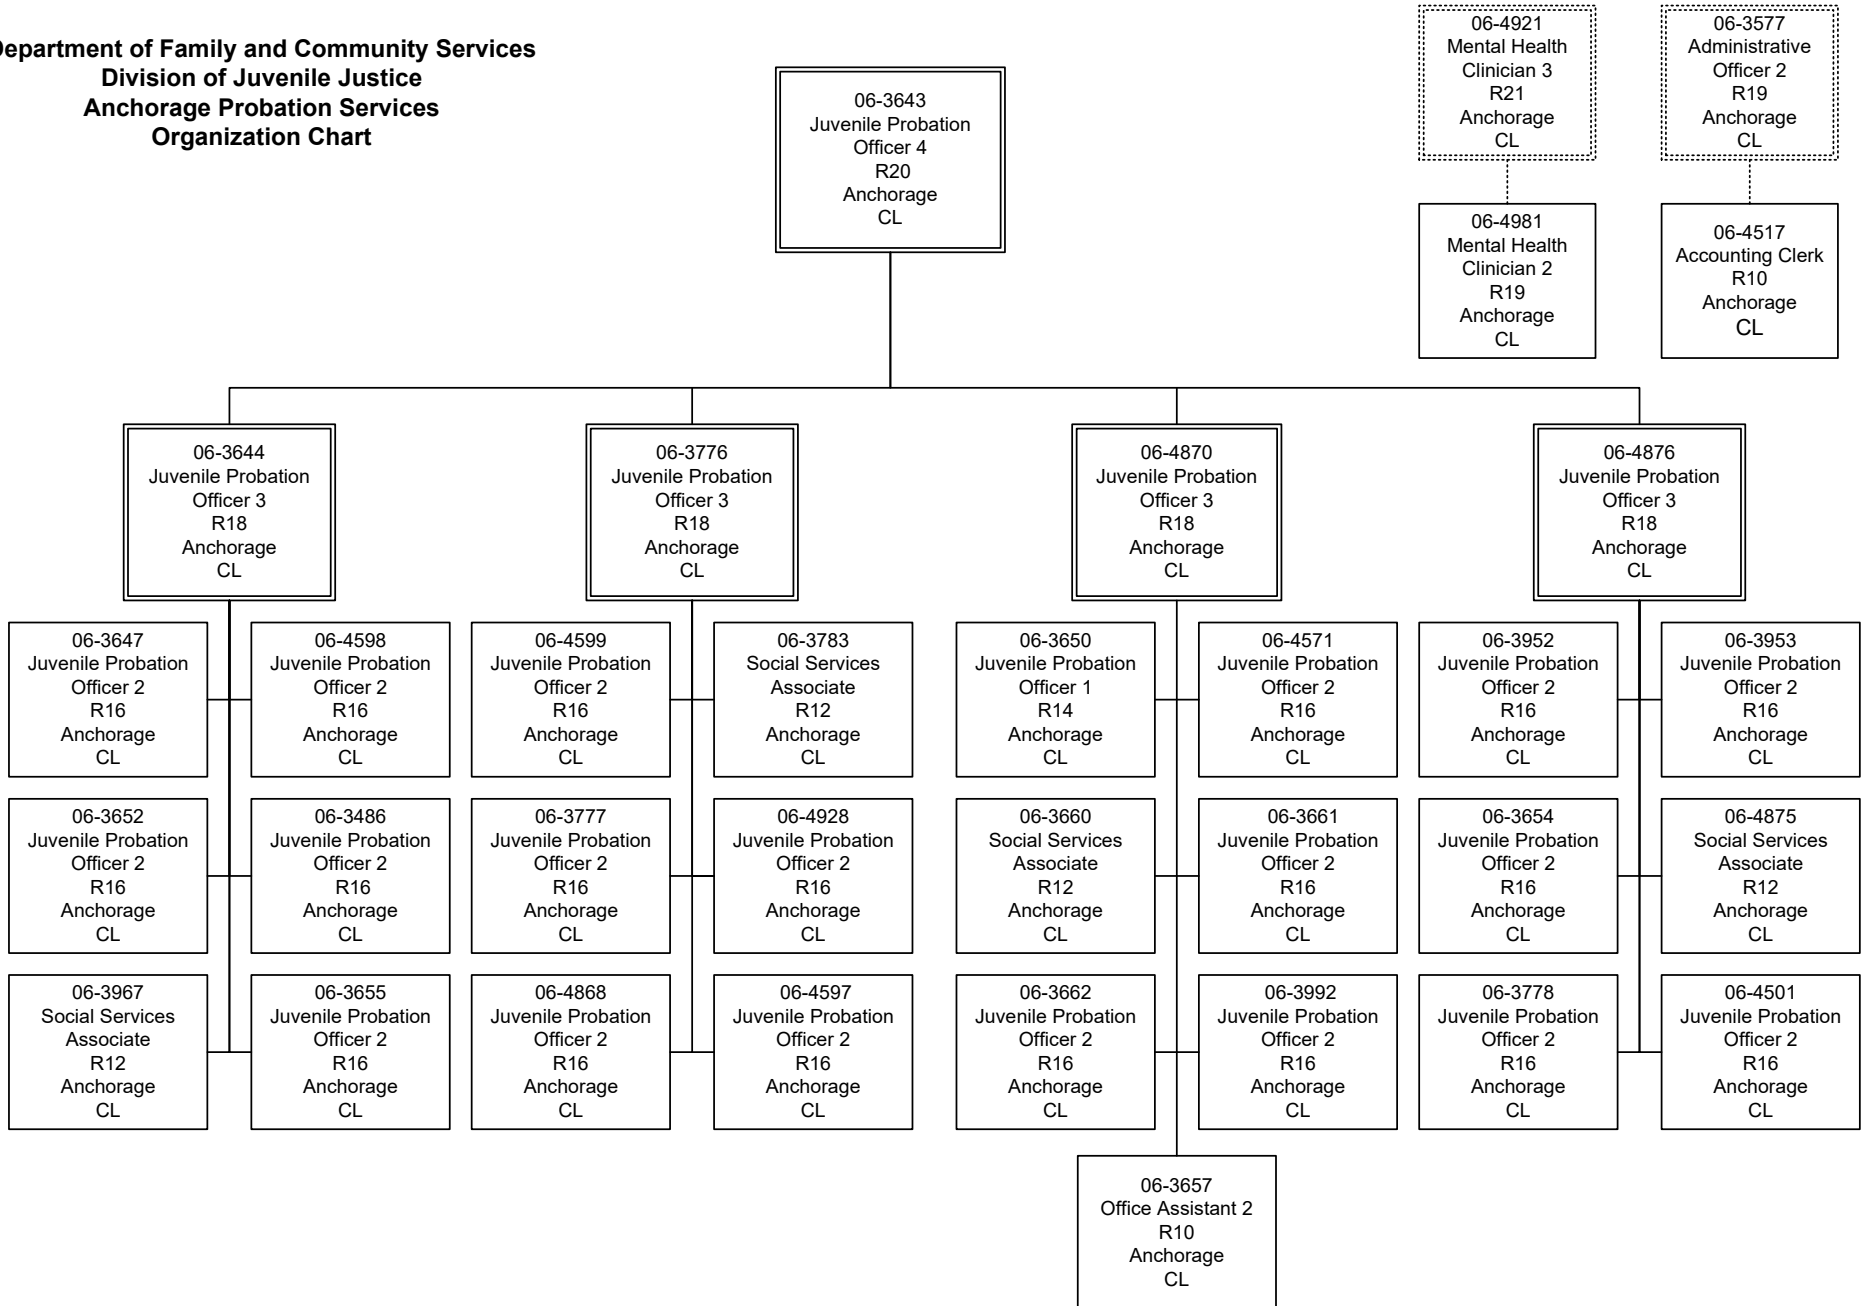 Department of Family and Community Services
Division of Juvenile Justice
Anchorage Probation Services
Organization Chart
06-3643
Juvenile Probation
Officer 4
R20
Anchorage
CL
06-4921
Mental Health
Clinician 3
R21
Anchorage
CL
06-3577
Administrative
Officer 2
R19
Anchorage
CL
06-4981
Mental Health
Clinician 2
R19
Anchorage
CL
06-4517
Accounting Clerk
R10
Anchorage
CL
06-3644
Juvenile Probation
Officer 3
R18
Anchorage
CL
06-3776
Juvenile Probation
Officer 3
R18
Anchorage
CL
06-4870
Juvenile Probation
Officer 3
R18
Anchorage
CL
06-4876
Juvenile Probation
Officer 3
R18
Anchorage
CL
06-3647
Juvenile Probation
Officer 2
R16
Anchorage
CL
06-4598
Juvenile Probation
Officer 2
R16
Anchorage
CL
06-4599
Juvenile Probation
Officer 2
R16
Anchorage
CL
06-3783
Social Services
Associate
R12
Anchorage
CL
06-3650
Juvenile Probation
Officer 1
R14
Anchorage
CL
06-4571
Juvenile Probation
Officer 2
R16
Anchorage
CL
06-3952
Juvenile Probation
Officer 2
R16
Anchorage
CL
06-3953
Juvenile Probation
Officer 2
R16
Anchorage
CL
06-3652
Juvenile Probation
Officer 2
R16
Anchorage
CL
06-3486
Juvenile Probation
Officer 2
R16
Anchorage
CL
06-3777
Juvenile Probation
Officer 2
R16
Anchorage
CL
06-4928
Juvenile Probation
Officer 2
R16
Anchorage
CL
06-3660
Social Services
Associate
R12
Anchorage
CL
06-3661
Juvenile Probation
Officer 2
R16
Anchorage
CL
06-3654
Juvenile Probation
Officer 2
R16
Anchorage
CL
06-4875
Social Services
Associate
R12
Anchorage
CL
06-3967
Social Services
Associate
R12
Anchorage
CL
06-3655
Juvenile Probation
Officer 2
R16
Anchorage
CL
06-4868
Juvenile Probation
Officer 2
R16
Anchorage
CL
06-4597
Juvenile Probation
Officer 2
R16
Anchorage
CL
06-3662
Juvenile Probation
Officer 2
R16
Anchorage
CL
06-3992
Juvenile Probation
Officer 2
R16
Anchorage
CL
06-3778
Juvenile Probation
Officer 2
R16
Anchorage
CL
06-4501
Juvenile Probation
Officer 2
R16
Anchorage
CL
06-3657
Office Assistant 2
R10
Anchorage
CL